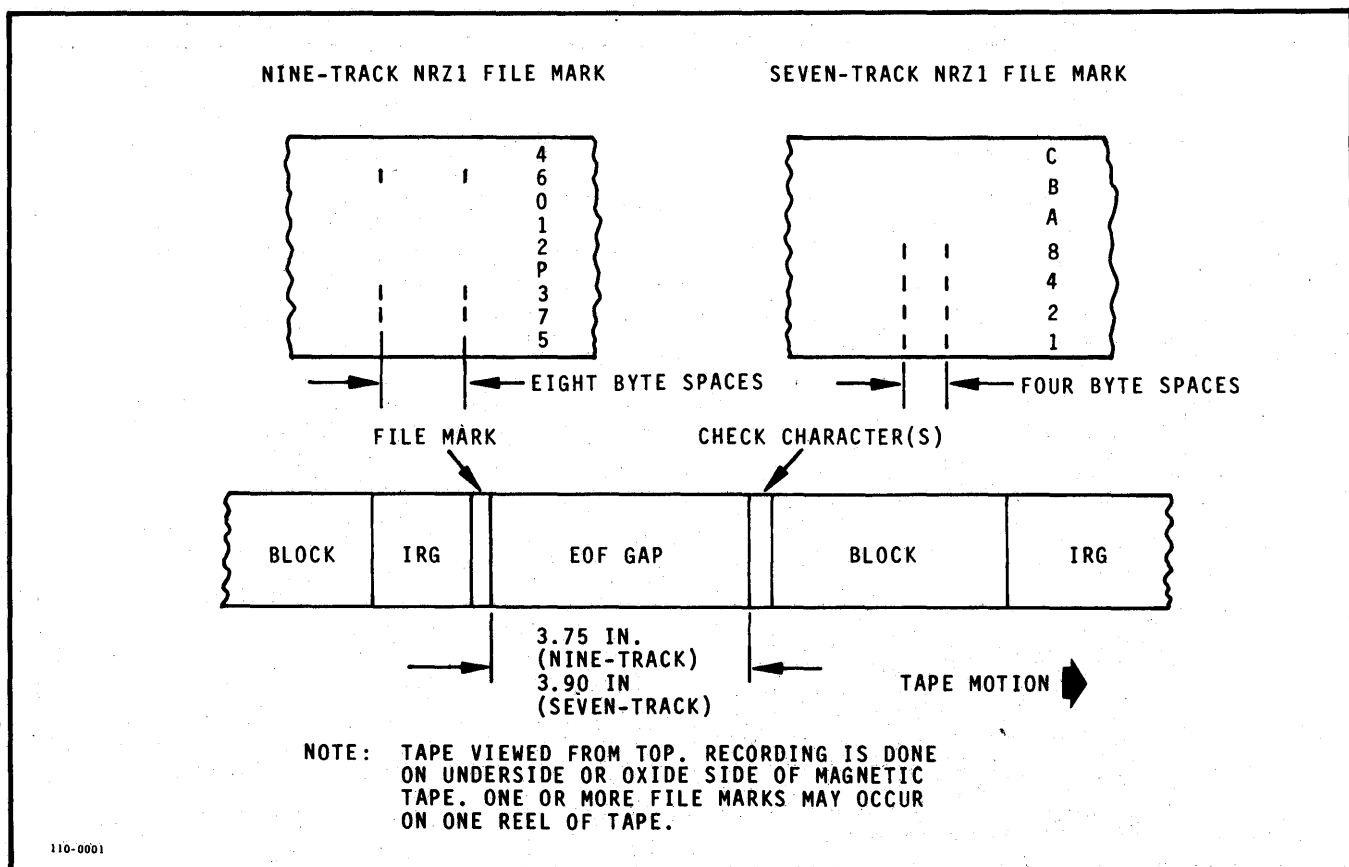 NINE-TRACK NRZ1 FILE MARK
SEVEN-TRACK NRZ1 FILE MARK
4
6
0
1
2
P
3
7
5
C
B
A
8
4
2
1
EIGHT BYTE SPACES
FOUR BYTE SPACES
FILE MARK
CHECK CHARACTER(S)
BLOCK
IRG
EOF GAP
BLOCK
IRG
3.75 IN.
(NINE-TRACK)
3.90 IN
(SEVEN-TRACK)
TAPE MOTION
NOTE: TAPE VIEWED FROM TOP. RECORDING IS DONE
ON UNDERSIDE OR OXIDE SIDE OF MAGNETIC
TAPE. ONE OR MORE FILE MARKS MAY OCCUR
ON ONE REEL OF TAPE.
110-0001